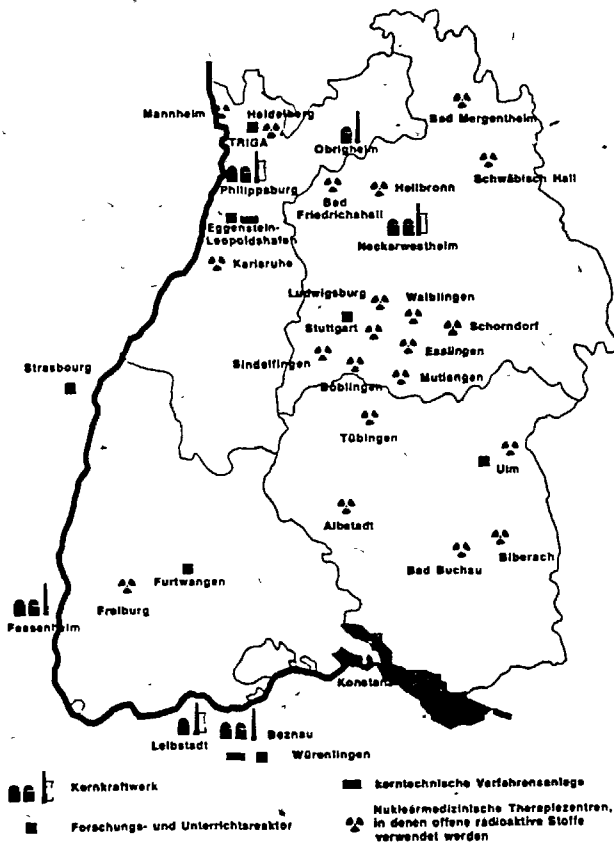 Mannheim
Heidelberg
TRIGA
Bad Mergentheim
Obrigheim
Schwäbisch Hall
Philippsburg
Bad
Friedrichshall
Heilbronn
Eggenstein-
Leopoldshafen
Neckarwestheim
Karlsruhe
Ludwigsburg
Waiblingen
Stuttgart
Schorndorf
Esslingen
Sindelfingen
Böblingen
Mutlangen
Strasbourg
Tübingen
Ulm
Albstadt
Biberach
Bad Buchau
Furtwangen
Freiburg
Fessenheim
Konstanz
Leibstadt
Beznau
Würenlingen
Kernkraftwerk
kerntechnische Verfahrensanlage
Forschungs- und Unterrichtsreaktor
Nuklearmedizinische Therapiezentren,
in denen offene radioaktive Stoffe
verwendet werden